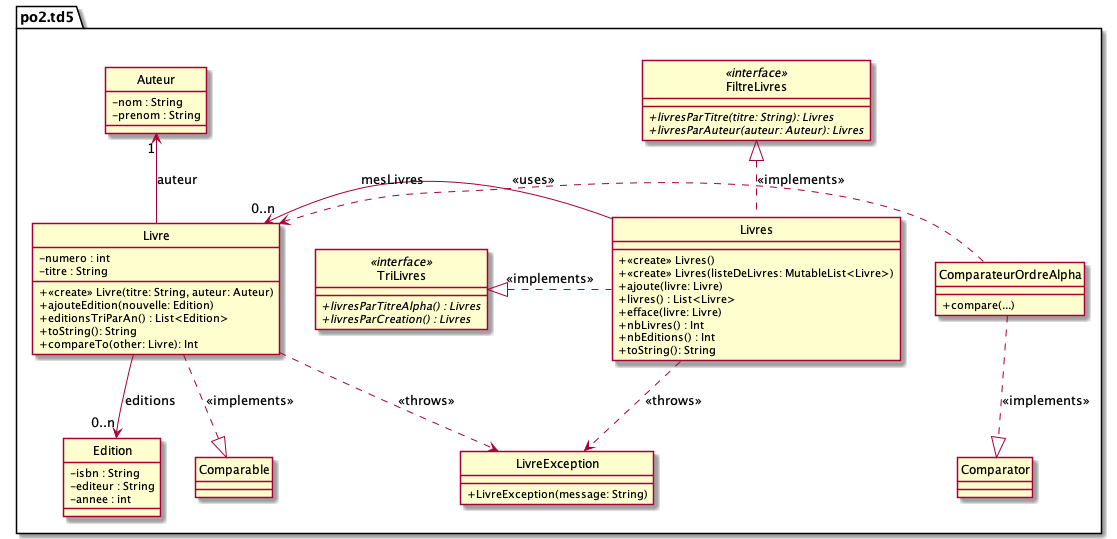 po2.td5
Auteur
-nom : String
-prenom : String
«interface»
FiltreLivres
+livresParTitre(titre: String): Livres
+livresParAuteur(auteur: Auteur): Livres
1
auteur
mesLivres
«uses»
«implements»
0..n
Livre
-numero : int
-titre : String
+«create» Livre(titre: String, auteur: Auteur)
+ajouteEdition(nouvelle: Edition)
+editionsTriParAn() : List<Edition>
+toString(): String
+compareTo(other: Livre): Int
«interface»
TriLivres
+livresParTitreAlpha() : Livres
+livresParCreation() : Livres
«implements»
Livres
+«create» Livres()
+«create» Livres(listeDeLivres: MutableList<Livre>)
+ajoute(livre: Livre)
+livres() : List<Livre>
+efface(livre: Livre)
+nbLivres() : Int
+nbEditions() : Int
+toString(): String
ComparateurOrdreAlpha
+compare(...)
editions
«implements»
«throws»
«throws»
«implements»
0..n
Edition
-isbn : String
-editeur : String
-annee : int
Comparable
LivreException
+LivreException(message: String)
Comparator